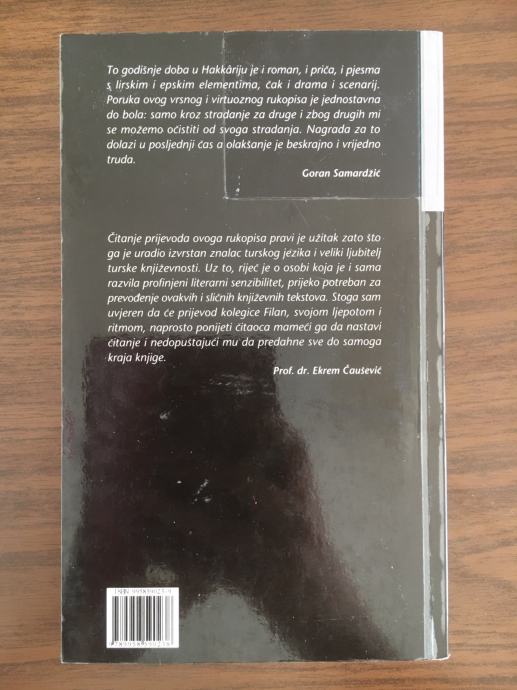 To godišnje doba u Hakkâriju je i roman, i priča, i pjesma
s lirskim i epskim elementima, čak i drama i scenarij.
Poruka ovog vrsnog i virtuoznog rukopisa je jednostavna
do bola: samo kroz stradanje za druge i zbog drugih mi
se možemo očistiti od svoga stradanja. Nagrada za to
dolazi u posljednji čas a olakšanje je beskrajno i vrijedno
truda.
Goran Samardžić
Čitanje prijevoda ovoga rukopisa pravi je užitak zato što
ga je uradio izvrstan znalac turskog jezika i veliki ljubitelj
turske književnosti. Uz to, riječ je o osobi koja je i sama
razvila profinjeni literarni senzibilitet, prijeko potreban za
prevođenje ovakvih i sličnih književnih tekstova. Stoga sam
uvjeren da će prijevod kolegice Filan, svojom ljepotom i
ritmom, naprosto ponijeti čitaoca mameći ga da nastavi
čitanje i nedopuštajući mu da predahne sve do samoga
kraja knjige.
Prof. dr. Ekrem Čaušević